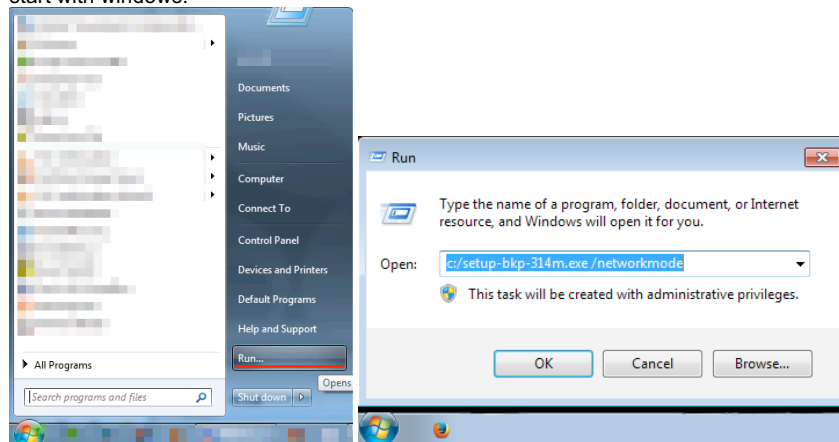 start with windows.
Documents
Pictures
Music
Computer
Connect To
Control Panel
Devices and Printers
Default Programs
Help and Support
Run...
Opens
All Programs
Search programs and files
Shut down
Run
Type the name of a program, folder, document, or Internet
resource, and Windows will open it for you.
Open:
c:/setup-bkp-314m.exe /networkmode
This task will be created with administrative privileges.
OK
Cancel
Browse...